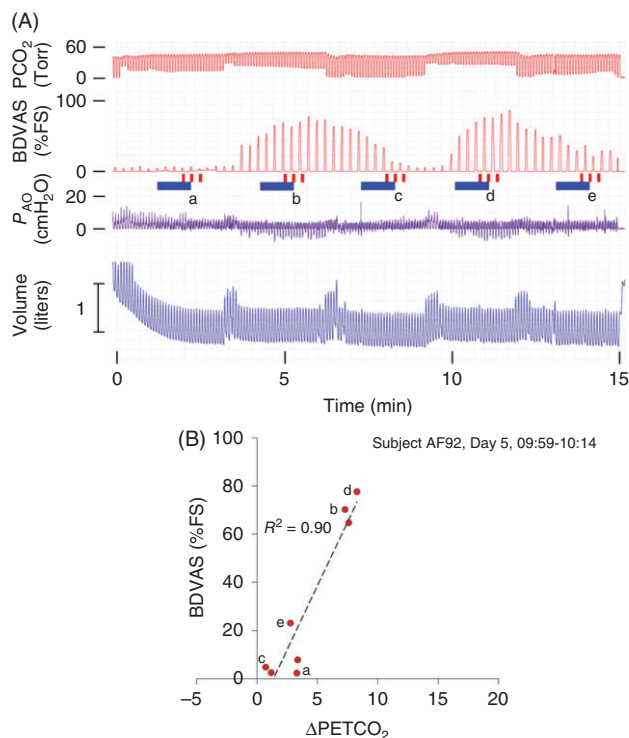 (A)
PCO₂ (Torr)
60
0
BDVAS (%FS)
100
0
a b c d e
P_AO (cmH₂O)
20
0
Volume (liters)
1
0 5 10 15
Time (min)
(B)
Subject AF92, Day 5, 09:59-10:14
BDVAS (%FS)
100
80
60
40
20
0
d
b
R² = 0.90
e
c
a
−5 0 5 10 15 20
ΔPETCO₂